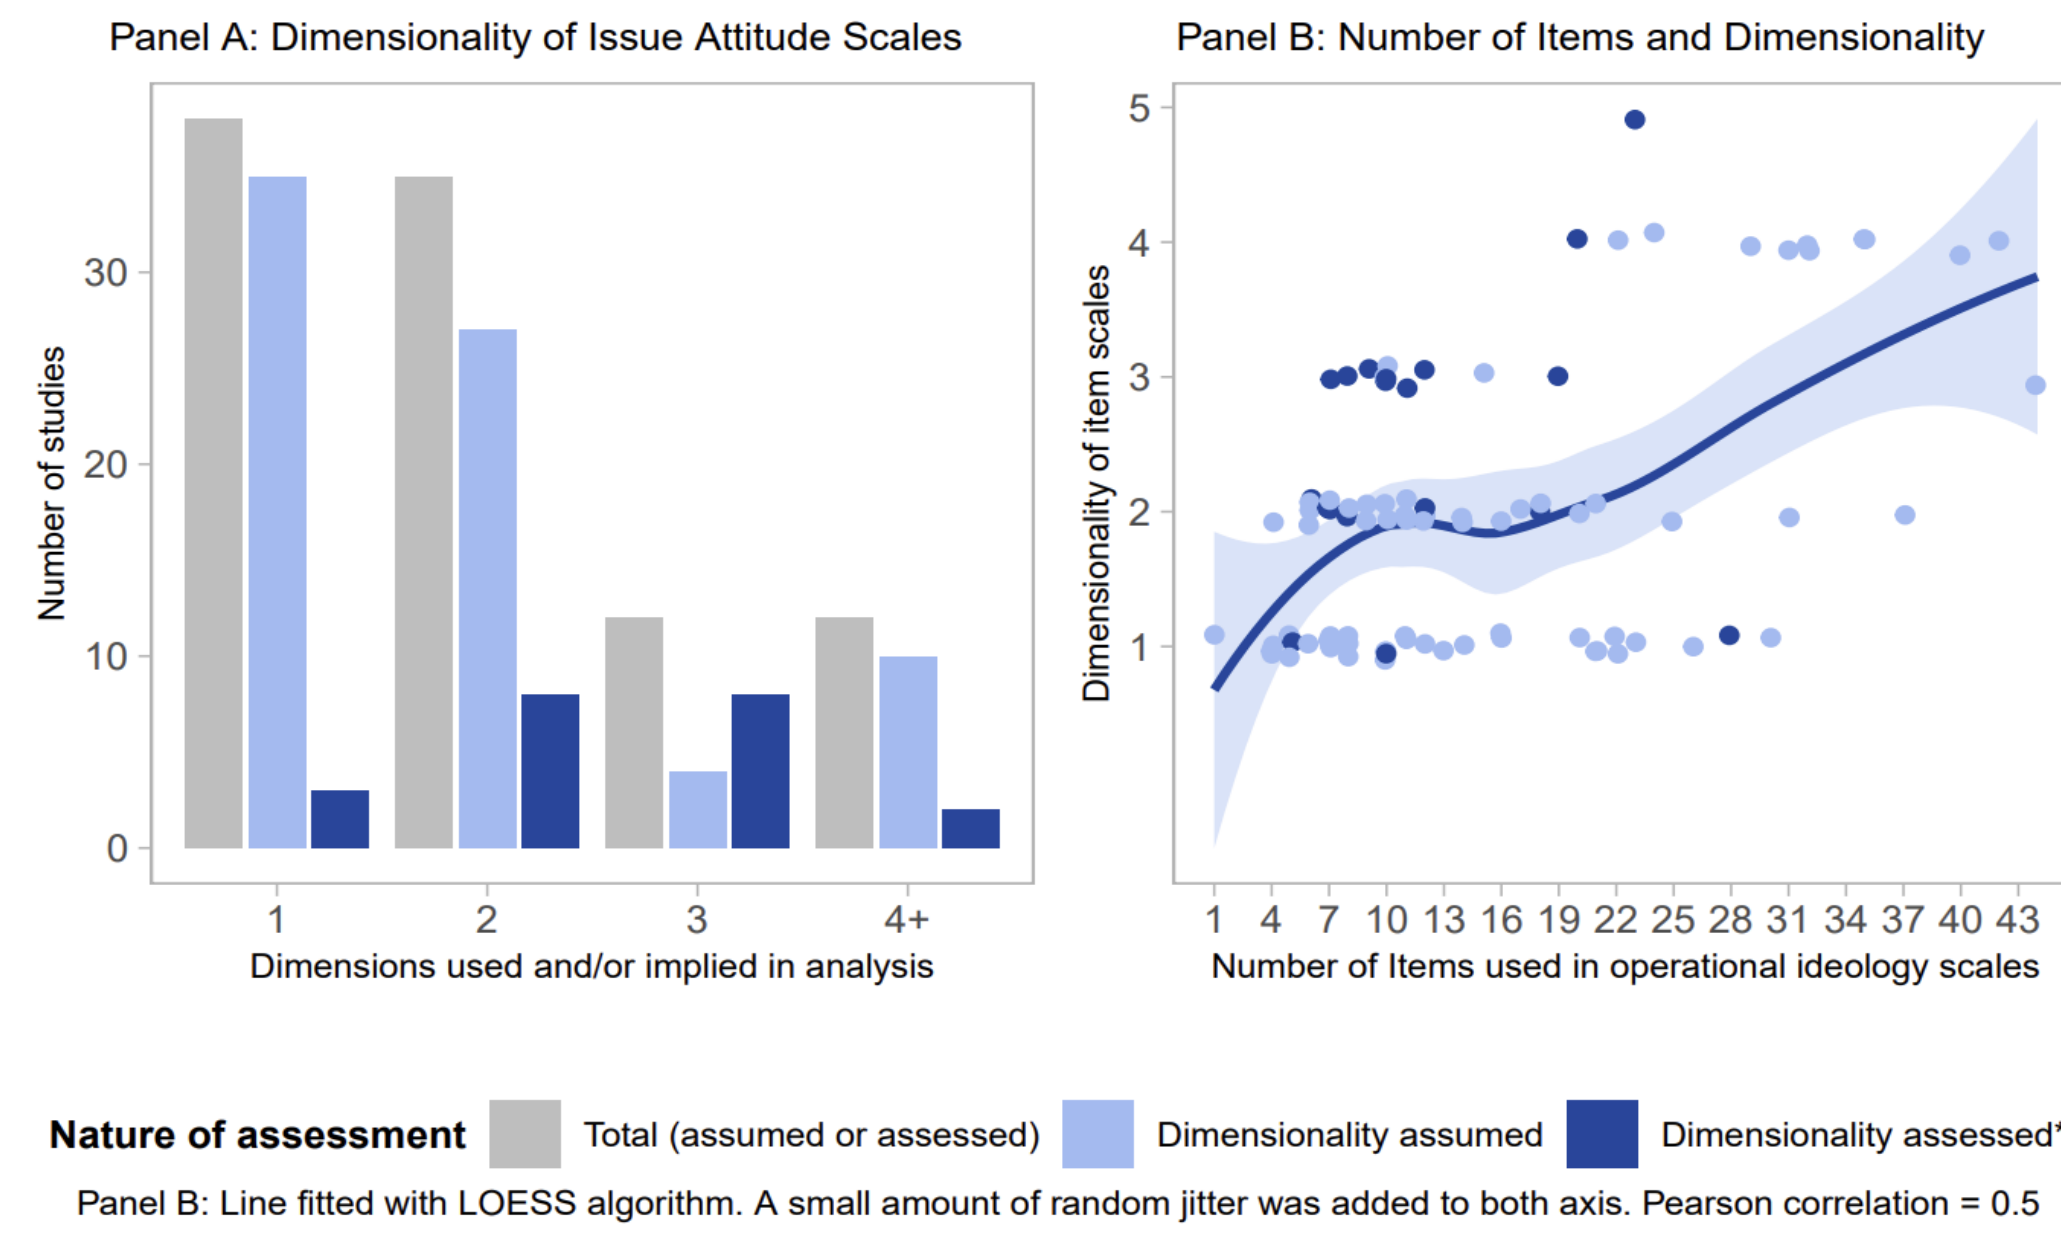 Panel A: Dimensionality of Issue Attitude Scales
Number of studies
30
20
10
0
1 2 3 4+
Dimensions used and/or implied in analysis
Panel B: Number of Items and Dimensionality
Dimensionality of item scales
5
4
3
2
1
1 4 7 10 13 16 19 22 25 28 31 34 37 40 43
Number of Items used in operational ideology scales
Nature of assessment Total (assumed or assessed) Dimensionality assumed Dimensionality assessed*
Panel B: Line fitted with LOESS algorithm. A small amount of random jitter was added to both axis. Pearson correlation = 0.5